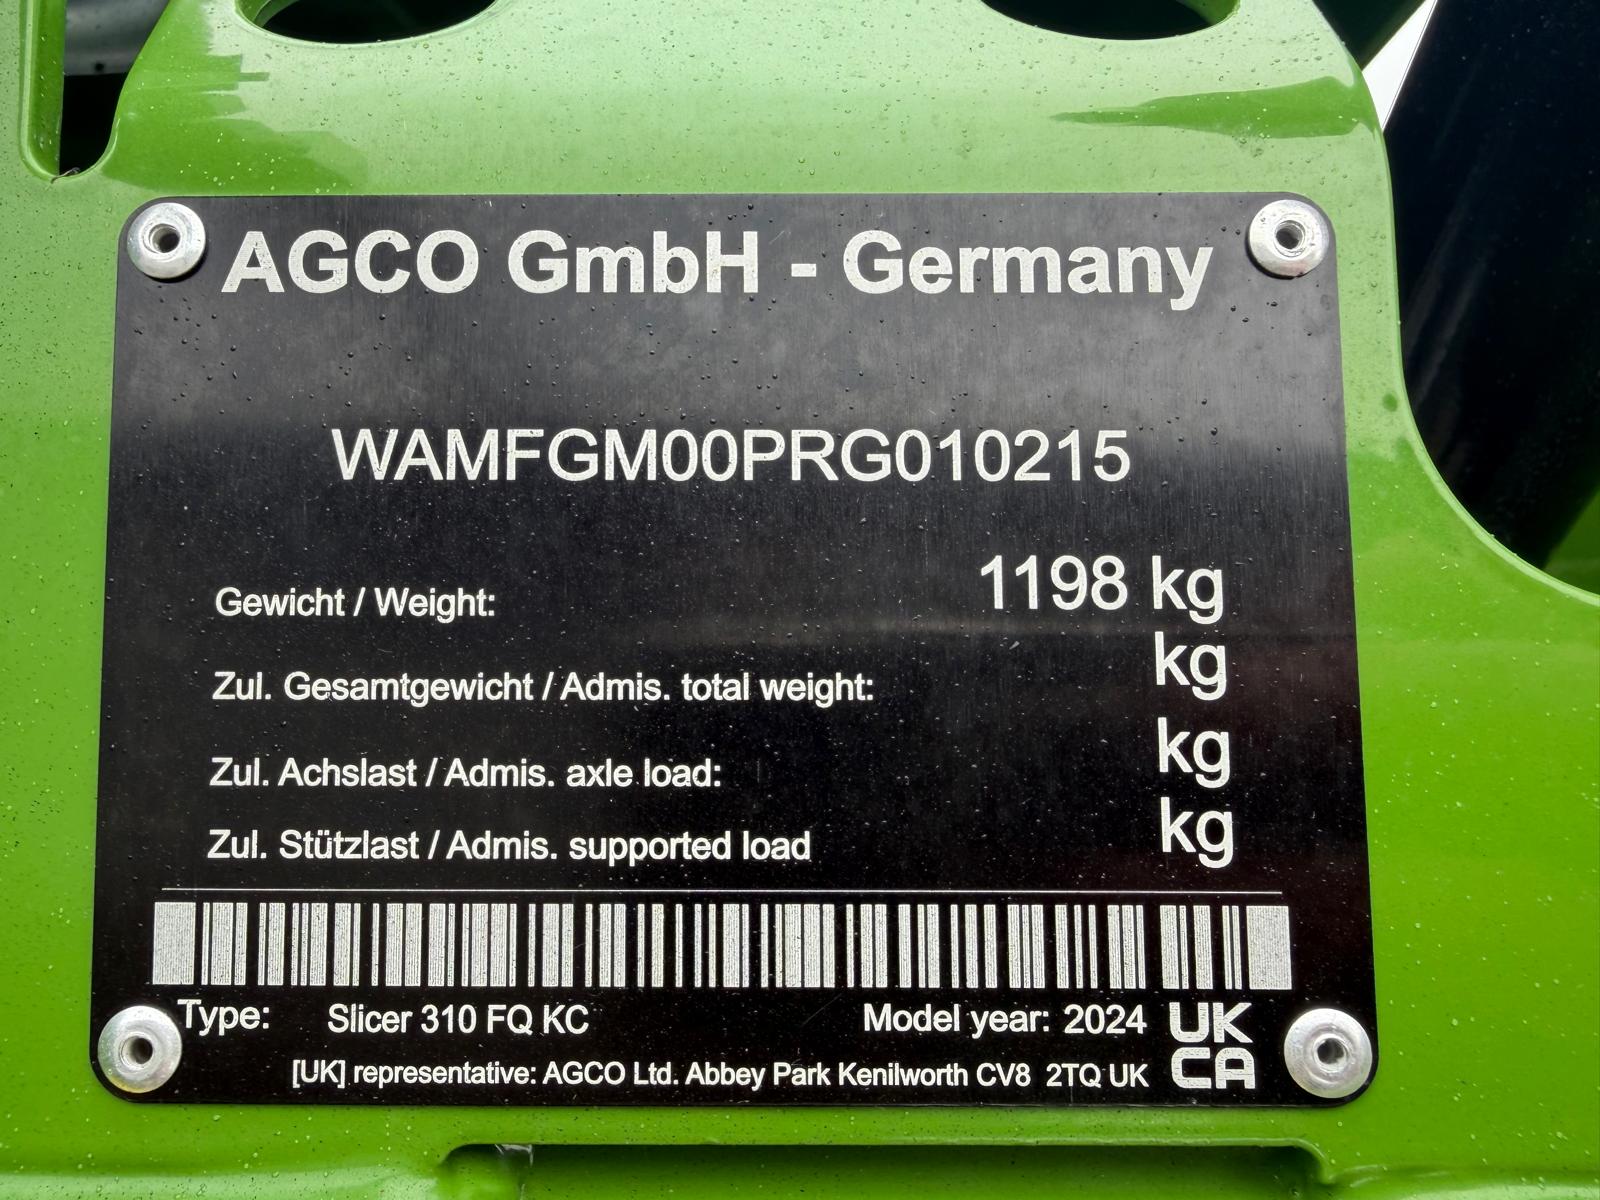 AGCO GmbH - Germany
WAMFGM00PRG010215
Gewicht / Weight: 1198 kg
Zul. Gesamtgewicht / Admis. total weight: kg
Zul. Achslast / Admis. axle load: kg
Zul. Stützlast / Admis. supported load kg
Type: Slicer 310 FQ KC Model year: 2024
[UK] representative: AGCO Ltd. Abbey Park Kenilworth CV8 2TQ UK
UK
CA